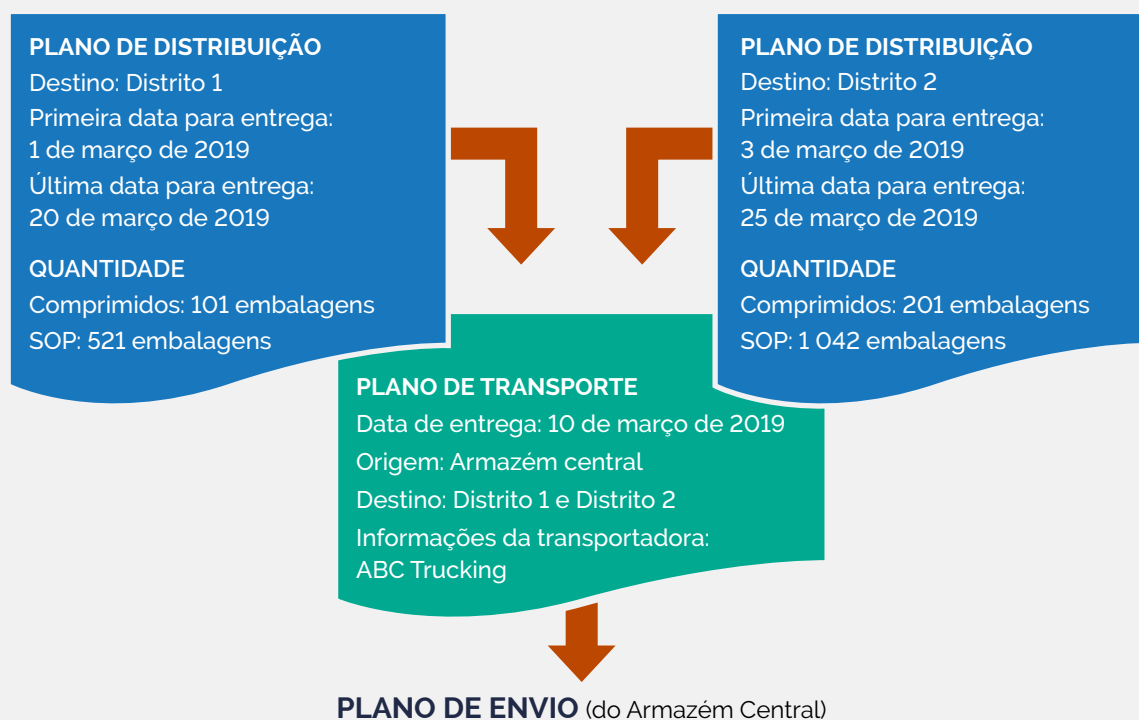 PLANO DE DISTRIBUIÇÃO
Destino: Distrito 1
Primeira data para entrega:
1 de março de 2019
Última data para entrega:
20 de março de 2019
QUANTIDADE
Comprimidos: 101 embalagens
SOP: 521 embalagens
PLANO DE DISTRIBUIÇÃO
Destino: Distrito 2
Primeira data para entrega:
3 de março de 2019
Última data para entrega:
25 de março de 2019
QUANTIDADE
Comprimidos: 201 embalagens
SOP: 1 042 embalagens
PLANO DE TRANSPORTE
Data de entrega: 10 de março de 2019
Origem: Armazém central
Destino: Distrito 1 e Distrito 2
Informações da transportadora:
ABC Trucking
PLANO DE ENVIO (do Armazém Central)